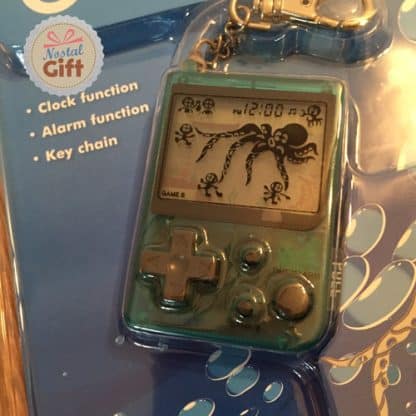 Nostal
Gift
• Clock function
• Alarm function
• Key chain
12:00
GAME B